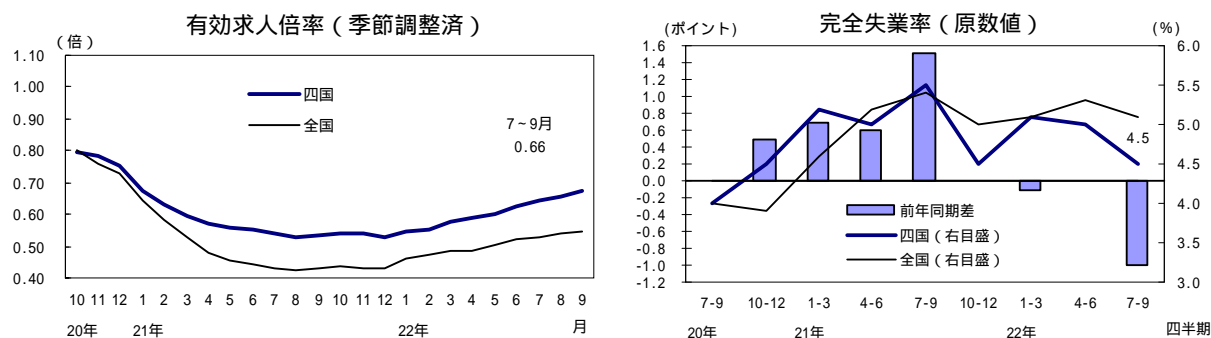 有効求人倍率（季節調整済）
（倍）
1.10
1.00
0.90
0.80
0.70
0.60
0.50
0.40
四国
全国
7～9月
0.66
10 11 12 1 2 3 4 5 6 7 8 9 10 11 12 1 2 3 4 5 6 7 8 9
20年 21年 22年 月
完全失業率（原数値）
(ポイント) (%)
1.6
1.4
1.2
1.0
0.8
0.6
0.4
0.2
0.0
-0.2
-0.4
-0.6
-0.8
-1.0
-1.2
6.0
5.5
5.0
4.5
4.0
3.5
3.0
4.5
前年同期差
四国（右目盛）
全国（右目盛）
7-9 10-12 1-3 4-6 7-9 10-12 1-3 4-6 7-9
20年 21年 22年 四半期